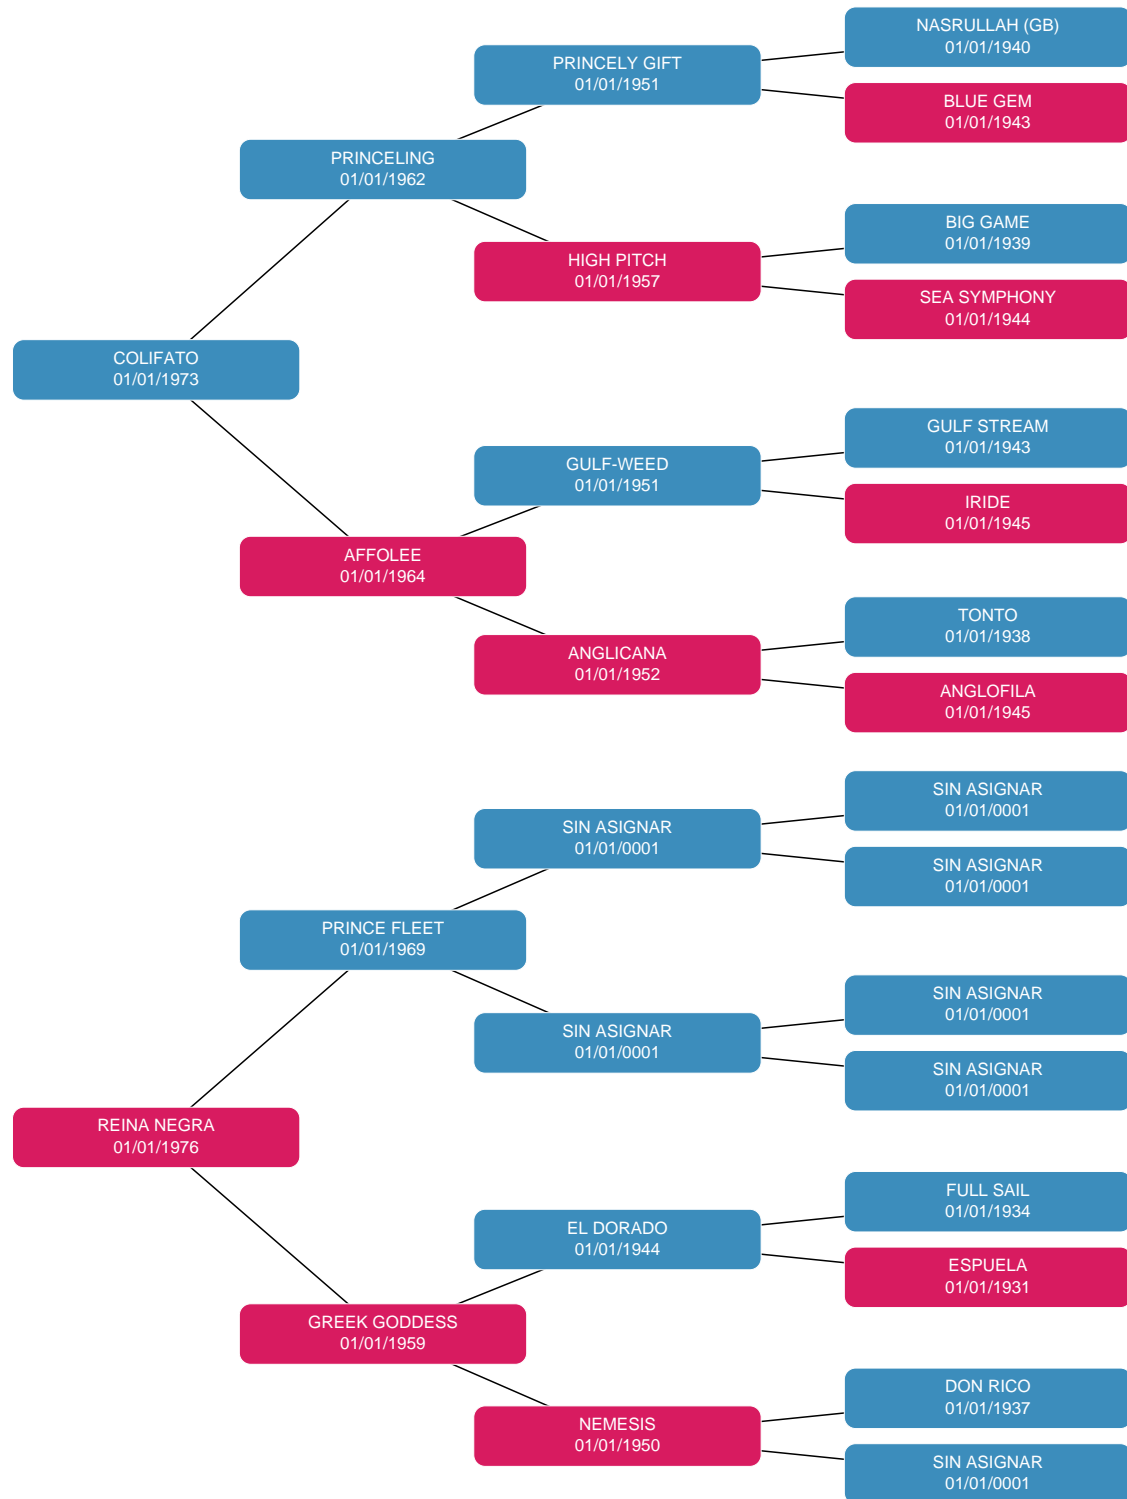 NASRULLAH (GB)
01/01/1940
PRINCELY GIFT
01/01/1951
BLUE GEM
01/01/1943
PRINCELING
01/01/1962
BIG GAME
01/01/1939
HIGH PITCH
01/01/1957
SEA SYMPHONY
01/01/1944
COLIFATO
01/01/1973
GULF STREAM
01/01/1943
GULF-WEED
01/01/1951
IRIDE
01/01/1945
AFFOLEE
01/01/1964
TONTO
01/01/1938
ANGLICANA
01/01/1952
ANGLOFILA
01/01/1945
SIN ASIGNAR
01/01/0001
SIN ASIGNAR
01/01/0001
SIN ASIGNAR
01/01/0001
PRINCE FLEET
01/01/1969
SIN ASIGNAR
01/01/0001
SIN ASIGNAR
01/01/0001
SIN ASIGNAR
01/01/0001
REINA NEGRA
01/01/1976
FULL SAIL
01/01/1934
EL DORADO
01/01/1944
ESPUELA
01/01/1931
GREEK GODDESS
01/01/1959
DON RICO
01/01/1937
NEMESIS
01/01/1950
SIN ASIGNAR
01/01/0001